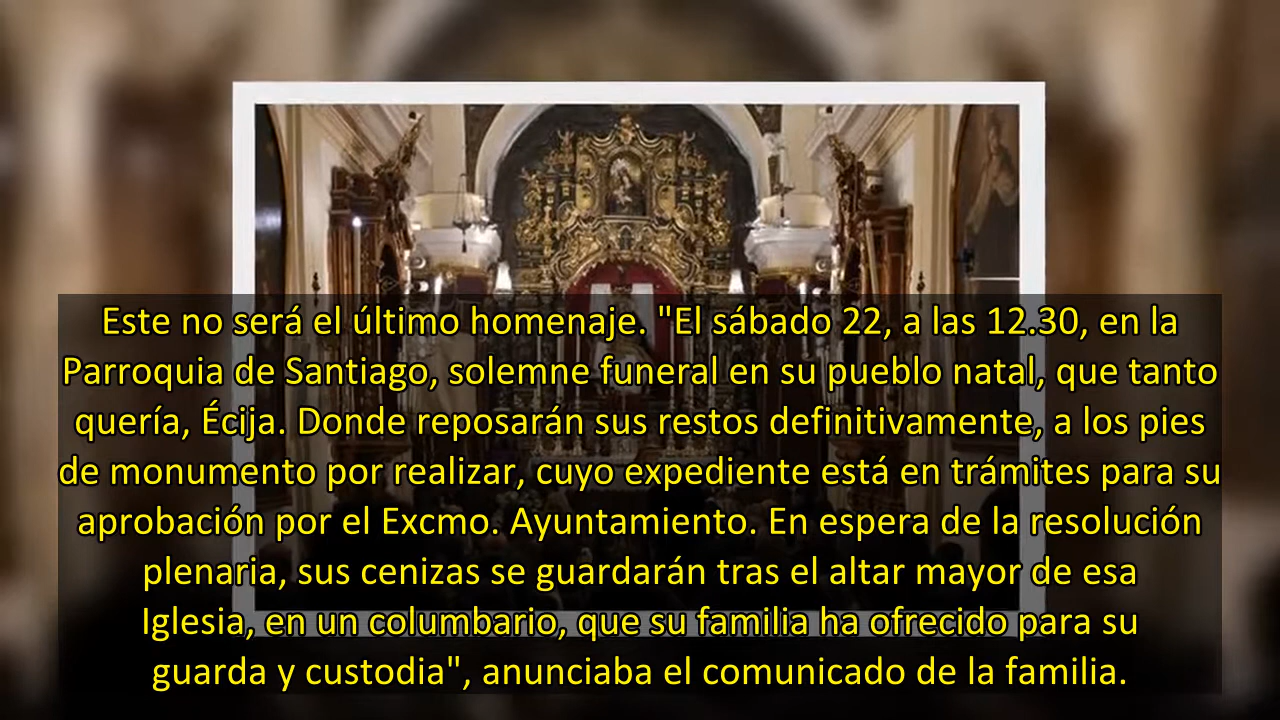 Este no será el último homenaje. "El sábado 22, a las 12.30, en la
Parroquia de Santiago, solemne funeral en su pueblo natal, que tanto
quería, Écija. Donde reposarán sus restos definitivamente, a los pies
de monumento por realizar, cuyo expediente está en trámites para su
aprobación por el Excmo. Ayuntamiento. En espera de la resolución
plenaria, sus cenizas se guardarán tras el altar mayor de esa
Iglesia, en un columbario, que su familia ha ofrecido para su
guarda y custodia", anunciaba el comunicado de la familia.